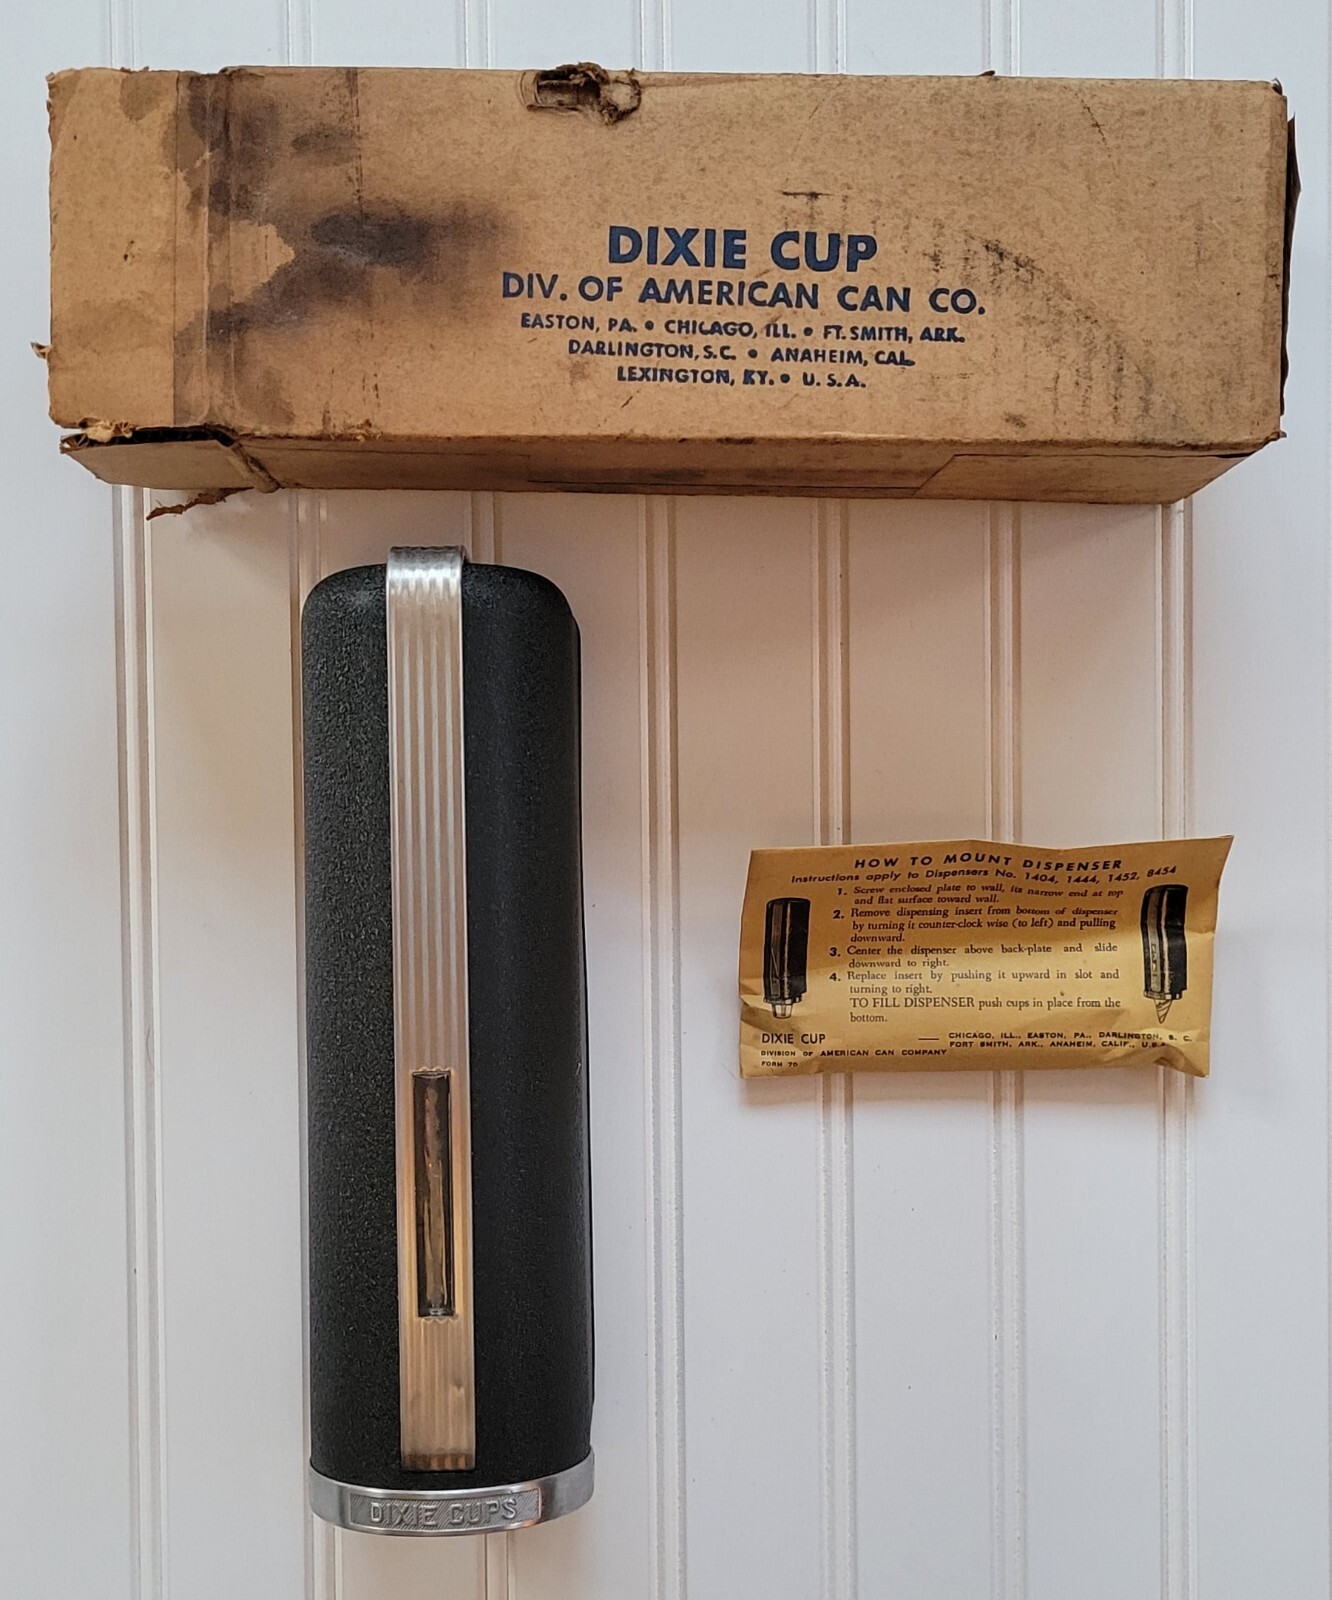 DIXIE CUP
DIV. OF AMERICAN CAN CO.
EASTON, PA. • CHICAGO, ILL. • FT. SMITH, ARK.
DARLINGTON, S.C. • ANAHEIM, CAL.
LEXINGTON, KY. • U. S. A.
DIXIE CUPS
HOW TO MOUNT DISPENSER
Instructions apply to Dispensers No. 1404, 1444, 1452, 8454
1. Screw enclosed plate to wall, its narrow end at top
and flat surface toward wall.
2. Remove dispensing insert from bottom of dispenser
by turning it counter-clock wise (to left) and pulling
downward.
3. Center the dispenser above back-plate and slide
downward to right.
4. Replace insert by pushing it upward in slot and
turning to right.
TO FILL DISPENSER push cups in place from the
bottom.
DIXIE CUP —— CHICAGO, ILL., EASTON, PA., DARLINGTON, S. C.
FORT SMITH, ARK., ANAHEIM, CALIF., U.S.A
DIVISION OF AMERICAN CAN COMPANY
FORM 70